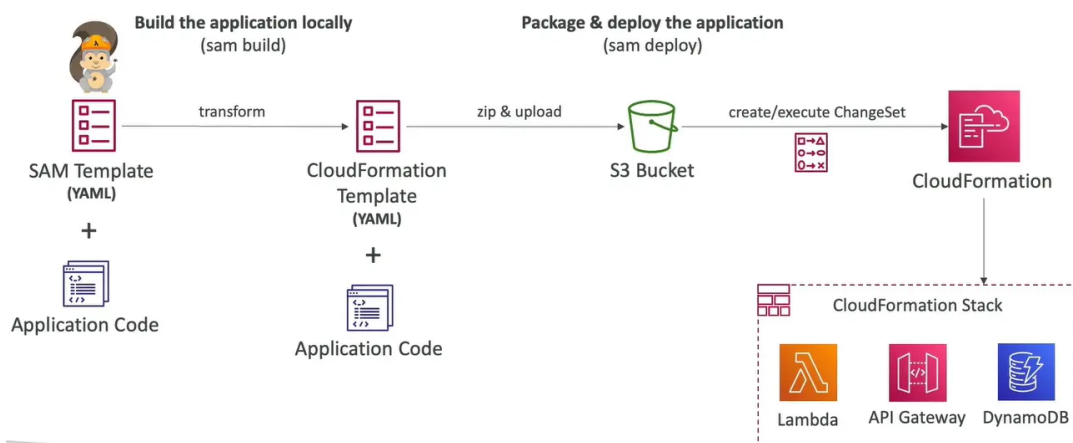 Build the application locally
(sam build)
Package & deploy the application
(sam deploy)
transform
zip & upload
create/execute ChangeSet
SAM Template
(YAML)
+
Application Code
CloudFormation
Template
(YAML)
+
Application Code
S3 Bucket
CloudFormation
CloudFormation Stack
Lambda
API Gateway
DynamoDB